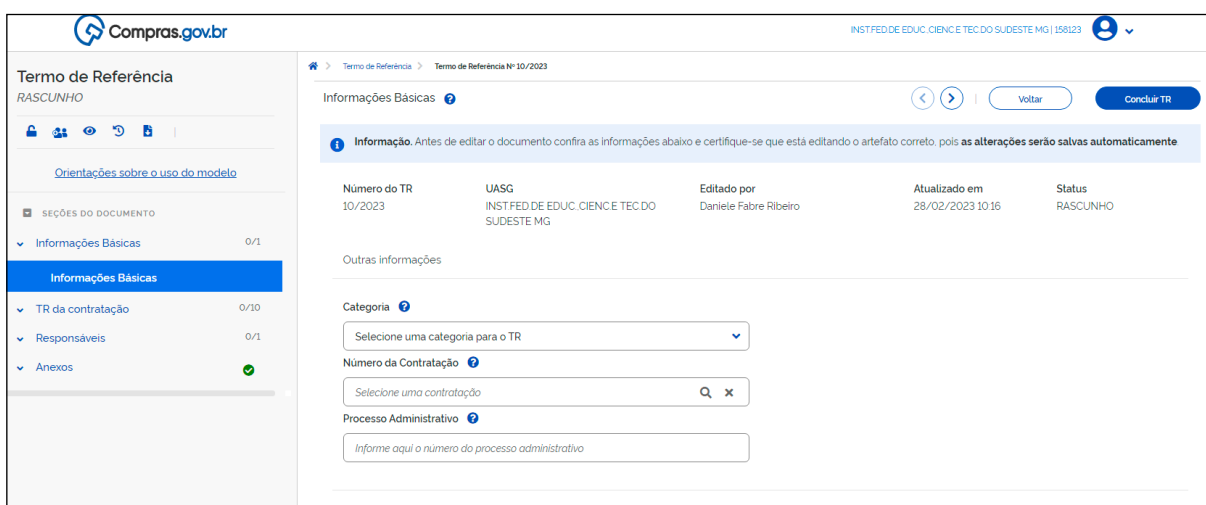 Compras.gov.br
INST.FED.DE EDUC.,CIENC.E TEC.DO SUDESTE MG | 158123
Termo de Referência
RASCUNHO
Orientações sobre o uso do modelo
SEÇÕES DO DOCUMENTO
Informações Básicas 0/1
Informações Básicas
TR da contratação 0/10
Responsáveis 0/1
Anexos
Termo de Referência > Termo de Referência Nº 10/2023
Informações Básicas
Voltar
Concluir TR
Informação. Antes de editar o documento confira as informações abaixo e certifique-se que está editando o artefato correto, pois as alterações serão salvas automaticamente.
Número do TR UASG Editado por Atualizado em Status
10/2023 INST.FED.DE EDUC.,CIENC.E TEC.DO Daniele Fabre Ribeiro 28/02/2023 10:16 RASCUNHO
SUDESTE MG
Outras informações
Categoria
Selecione uma categoria para o TR
Número da Contratação
Selecione uma contratação
Processo Administrativo
Informe aqui o número do processo administrativo